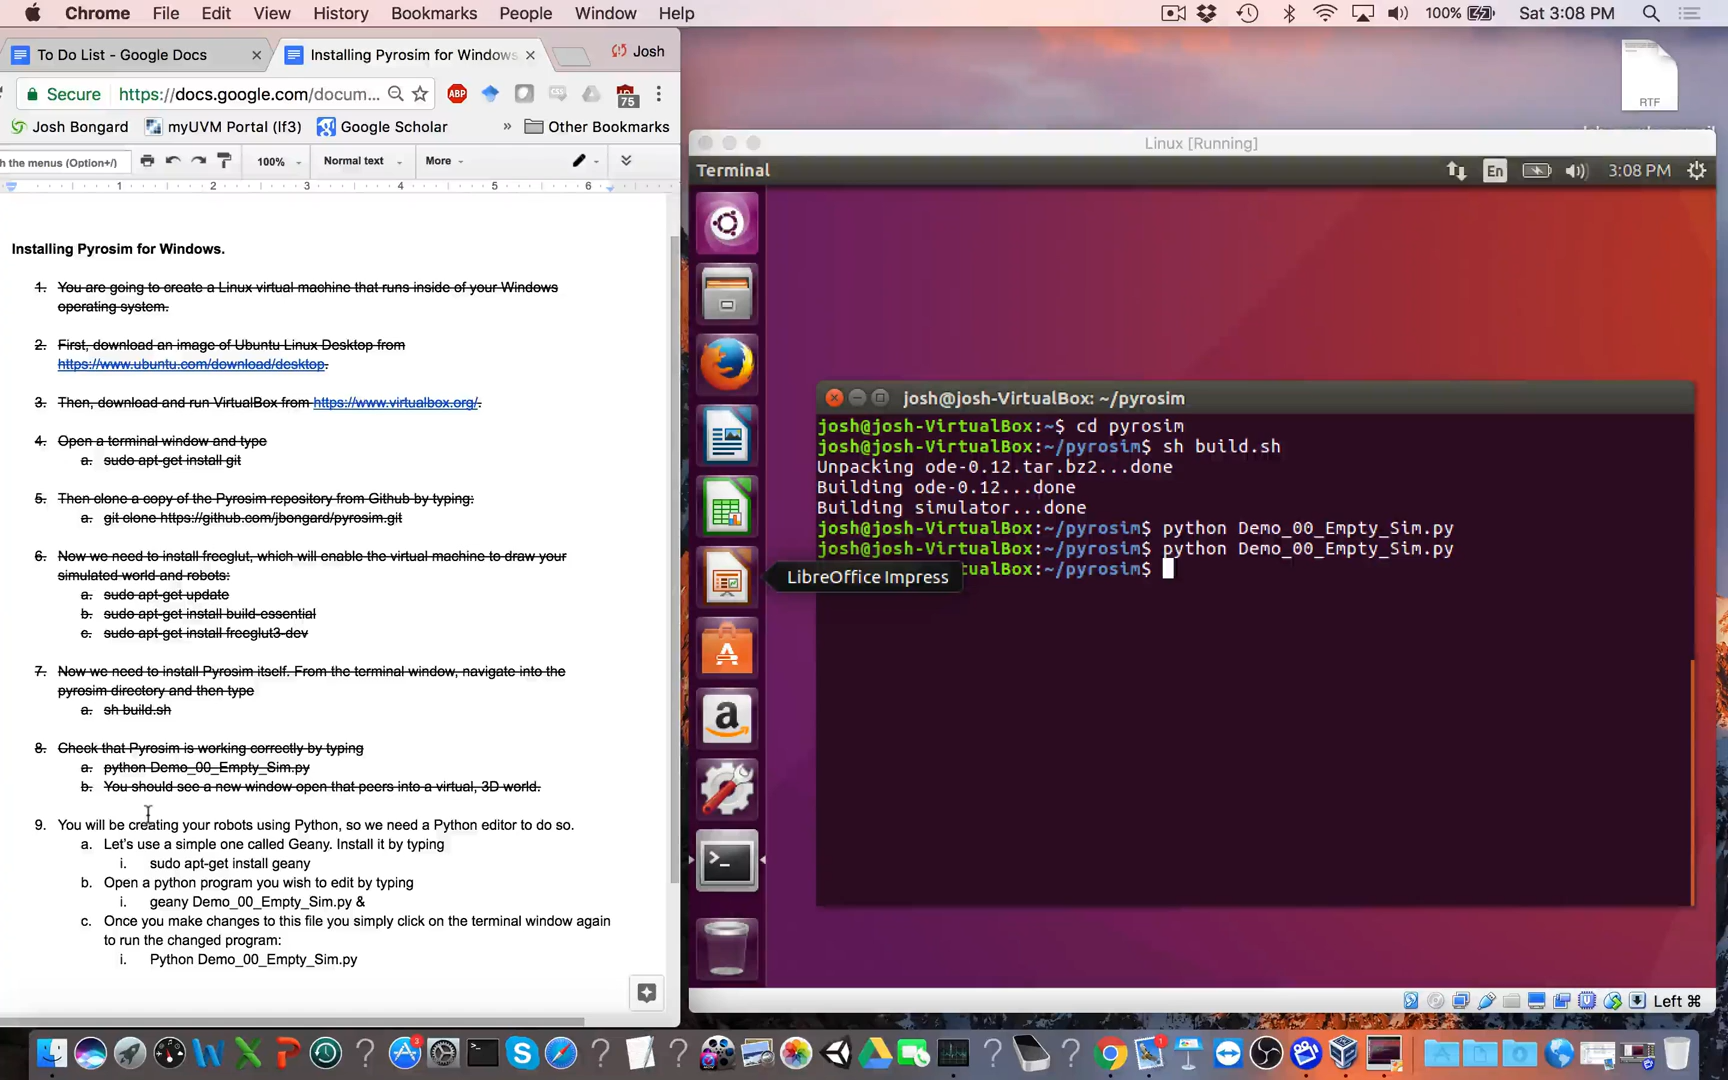 Chrome File Edit View History Bookmarks People Window Help 100% Sat 3:08 PM
To Do List - Google Docs Installing Pyrosim for Windows. Josh
Secure https://docs.google.com/docum... ABP CSS 75
Josh Bongard myUVM Portal (lf3) Google Scholar » Other Bookmarks
h the menus (Option+/) 100% Normal text More
1 2 3 4 5 6
Installing Pyrosim for Windows.
1. You are going to create a Linux virtual machine that runs inside of your Windows
operating system.
2. First, download an image of Ubuntu Linux Desktop from
https://www.ubuntu.com/download/desktop.
3. Then, download and run VirtualBox from https://www.virtualbox.org/.
4. Open a terminal window and type
a. sudo apt-get install git
5. Then clone a copy of the Pyrosim repository from Github by typing:
a. git clone https://github.com/jbongard/pyrosim.git
6. Now we need to install freeglut, which will enable the virtual machine to draw your
simulated world and robots:
a. sudo apt-get update
b. sudo apt-get install build-essential
c. sudo apt-get install freeglut3-dev
7. Now we need to install Pyrosim itself. From the terminal window, navigate into the
pyrosim directory and then type
a. sh build.sh
8. Check that Pyrosim is working correctly by typing
a. python Demo_00_Empty_Sim.py
b. You should see a new window open that peers into a virtual, 3D world.
9. You will be creating your robots using Python, so we need a Python editor to do so.
a. Let's use a simple one called Geany. Install it by typing
i. sudo apt-get install geany
b. Open a python program you wish to edit by typing
i. geany Demo_00_Empty_Sim.py &
c. Once you make changes to this file you simply click on the terminal window again
to run the changed program:
i. Python Demo_00_Empty_Sim.py
RTF
Linux [Running]
Terminal En 3:08 PM
josh@josh-VirtualBox: ~/pyrosim
josh@josh-VirtualBox:~$ cd pyrosim
josh@josh-VirtualBox:~/pyrosim$ sh build.sh
Unpacking ode-0.12.tar.bz2...done
Building ode-0.12...done
Building simulator...done
josh@josh-VirtualBox:~/pyrosim$ python Demo_00_Empty_Sim.py
josh@josh-VirtualBox:~/pyrosim$ python Demo_00_Empty_Sim.py
-VirtualBox:~/pyrosim$
LibreOffice Impress
Left ⌘